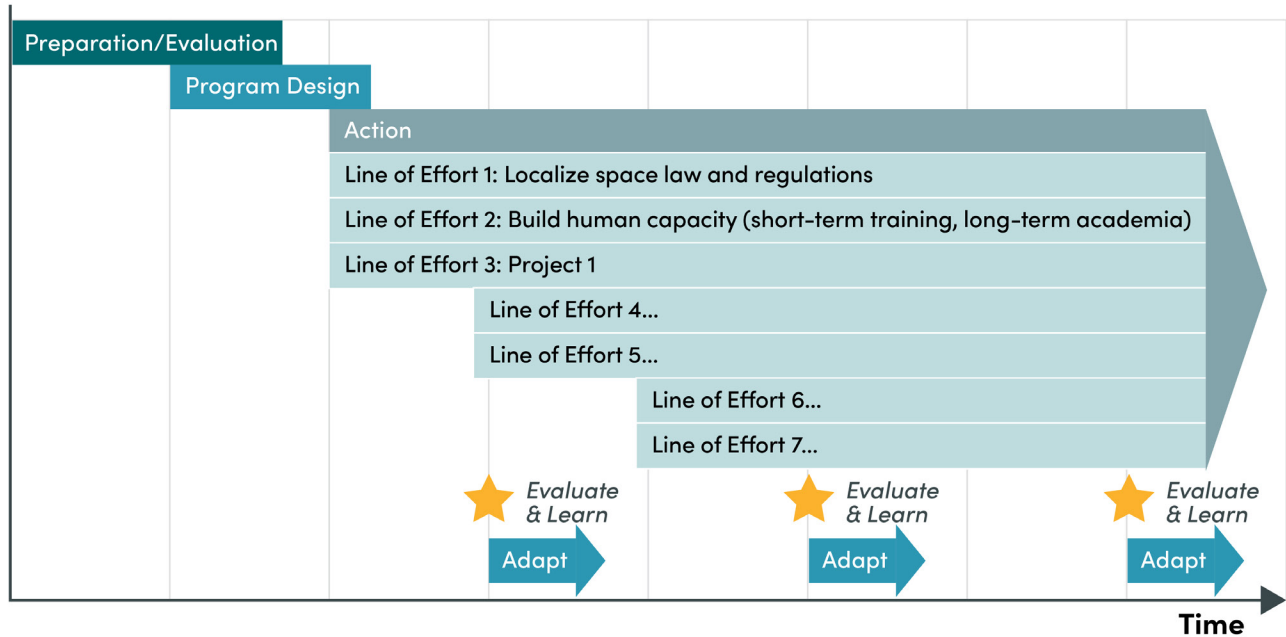 Preparation/Evaluation
Program Design
Action
Line of Effort 1: Localize space law and regulations
Line of Effort 2: Build human capacity (short-term training, long-term academia)
Line of Effort 3: Project 1
Line of Effort 4...
Line of Effort 5...
Line of Effort 6...
Line of Effort 7...
Evaluate
& Learn
Adapt
Evaluate
& Learn
Adapt
Evaluate
& Learn
Adapt
Time